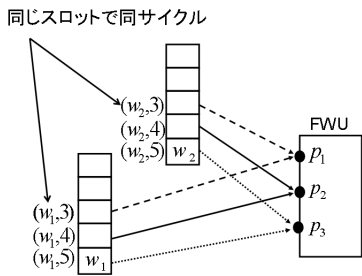 同じスロットで同サイクル
(w₂,3)
(w₂,4)
(w₂,5) w₂
FWU
p₁
p₂
p₃
(w₁,3)
(w₁,4)
(w₁,5) w₁